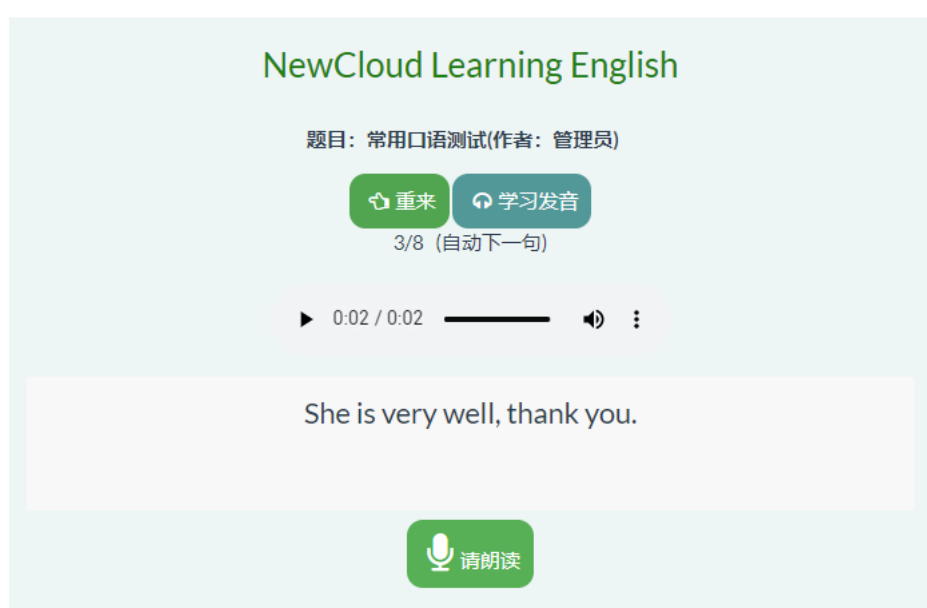 NewCloud Learning English
题目：常用口语测试(作者：管理员)
重来 学习发音
3/8 (自动下一句)
0:02 / 0:02
She is very well, thank you.
请朗读